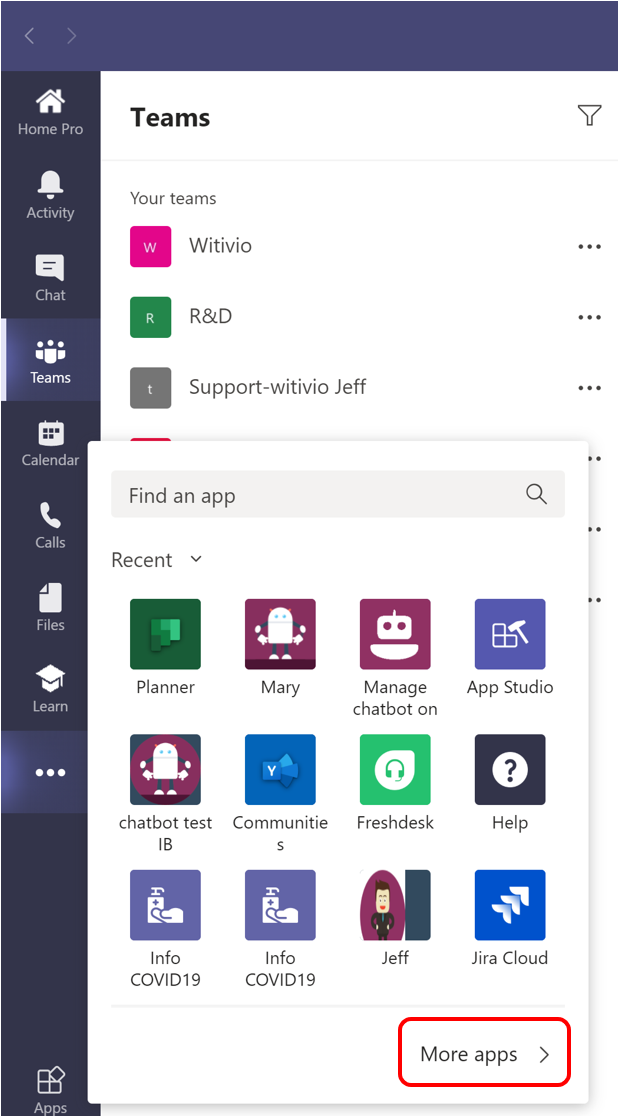 Home Pro
Activity
Chat
Teams
Calendar
Calls
Files
Learn
Apps
Teams
Your teams
W Witivio
R R&D
t Support-witivio Jeff
Find an app
Recent
Planner Mary Manage chatbot on App Studio
chatbot test IB Communities Freshdesk Help
Y
?
Info COVID19 Info COVID19 Jeff Jira Cloud
More apps